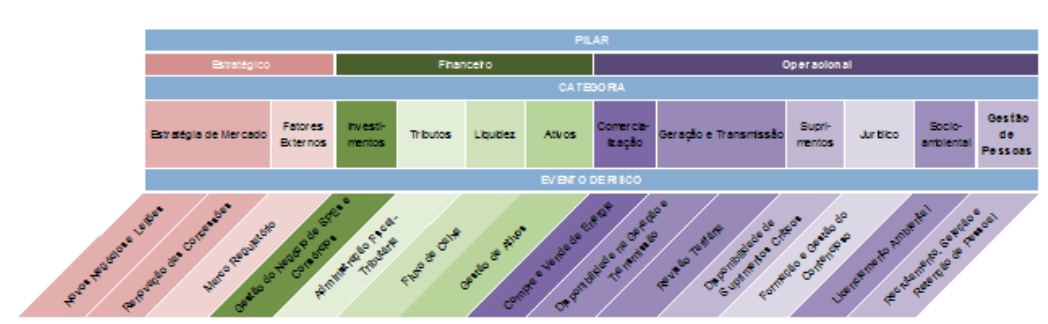 PILAR
Estratégico Financeiro Operacional
CATEGORIA
Estratégia de Mercado
Fatores
Externos
Investi-
mentos
Tributos
Liquidez
Ativos
Comercia-
lização
Geração e Transmissão
Supri-
mentos
Jurídico
Socio-
ambiental
Gestão
de
Pessoas
EVENTO DE RISCO
Novos Negócios e Leilões
Renovação das Concessões
Marco Regulatório
Gestão do Negócio de SPEs e
Consórcios
Administração Fiscal-
Tributária
Fluxo de Caixa
Gestão de Ativos
Compra e Venda de Energia
Disponibilidade na Geração e
Transmissão
Revisão Tarifária
Disponibilidade de
Suprimentos Críticos
Formação e Gestão do
Contencioso
Licenciamento Ambiental
Recrutamento, Seleção e
Retenção de Pessoal